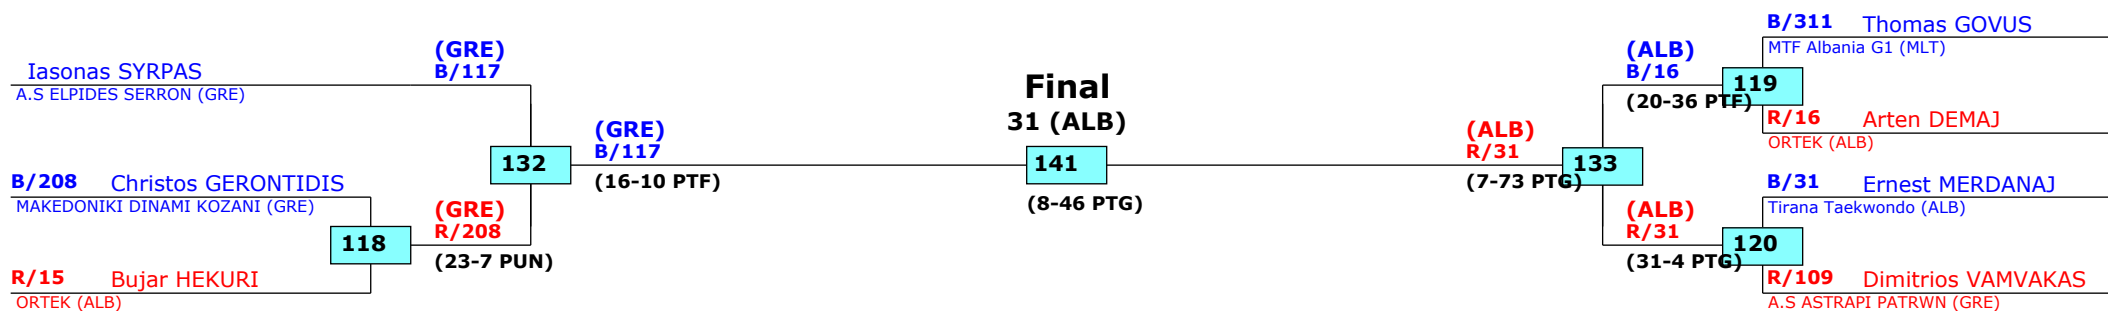 Iasonas SYRPAS
A.S ELPIDES SERRON (GRE)
(GRE)
B/117
B/208 Christos GERONTIDIS
MAKEDONIKI DINAMI KOZANI (GRE)
118
R/15 Bujar HEKURI
ORTEK (ALB)
(GRE)
R/208
(23-7 PUN)
132
(GRE)
B/117
(16-10 PTF)
Final
31 (ALB)
141
(8-46 PTG)
(ALB)
R/31
(7-73 PTG)
133
(ALB)
B/16
(20-36 PTF)
119
B/311 Thomas GOVUS
MTF Albania G1 (MLT)
R/16 Arten DEMAJ
ORTEK (ALB)
(ALB)
R/31
(31-4 PTG)
120
B/31 Ernest MERDANAJ
Tirana Taekwondo (ALB)
R/109 Dimitrios VAMVAKAS
A.S ASTRAPI PATRWN (GRE)